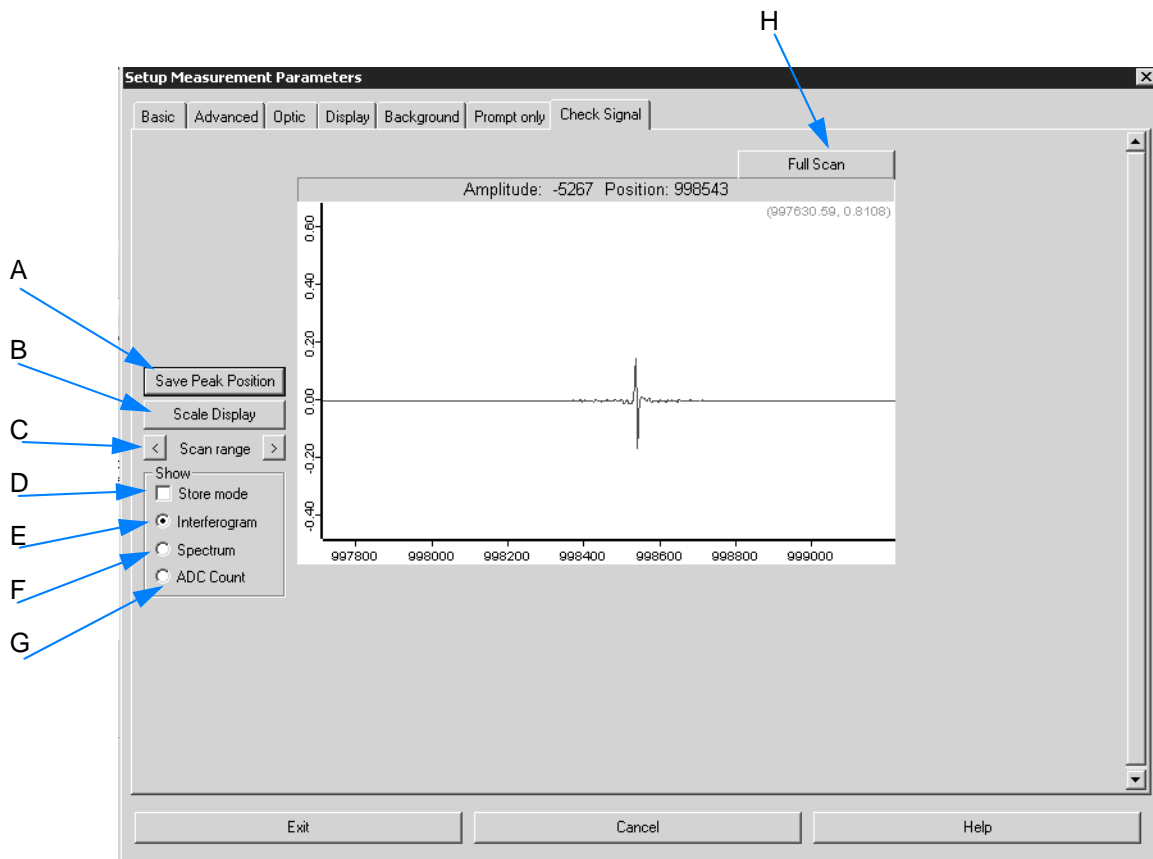 H
Setup Measurement Parameters
Basic Advanced Optic Display Background Prompt only Check Signal
Full Scan
Amplitude: -5267 Position: 998543
(997630.59, 0.8108)
0.60
0.40
0.20
0.00
-0.20
-0.40
997800 998000 998200 998400 998600 998800 999000
A
Save Peak Position
B
Scale Display
C
< Scan range >
Show
D
Store mode
E
Interferogram
F
Spectrum
G
ADC Count
Exit Cancel Help